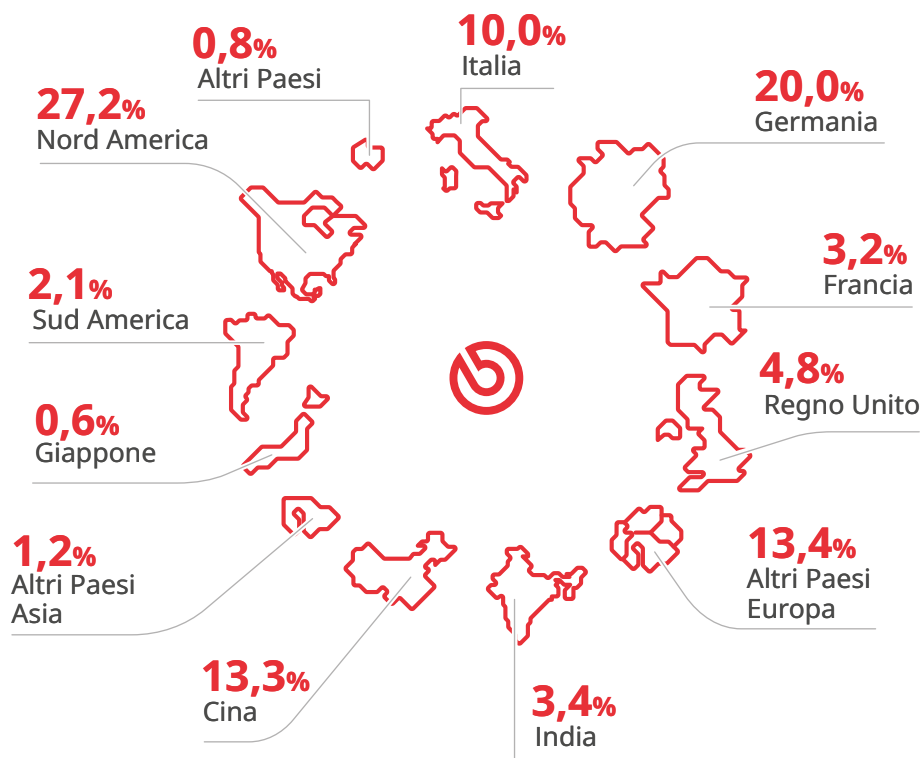 0,8%
Altri Paesi
10,0%
Italia
20,0%
Germania
27,2%
Nord America
3,2%
Francia
2,1%
Sud America
4,8%
Regno Unito
0,6%
Giappone
13,4%
Altri Paesi
Europa
1,2%
Altri Paesi
Asia
13,3%
Cina
3,4%
India